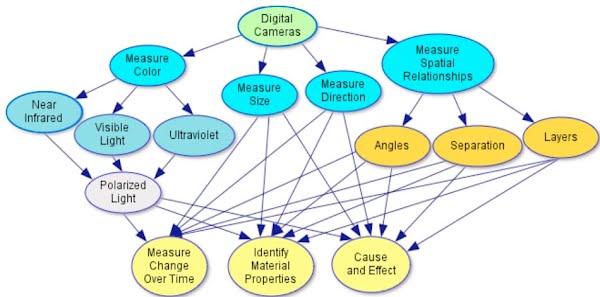 Digital
Cameras
Measure
Color
Measure
Size
Measure
Direction
Measure
Spatial
Relationships
Near
Infrared
Visible
Light
Ultraviolet
Angles
Separation
Layers
Polarized
Light
Measure
Change
Over Time
Identify
Material
Properties
Cause
and Effect